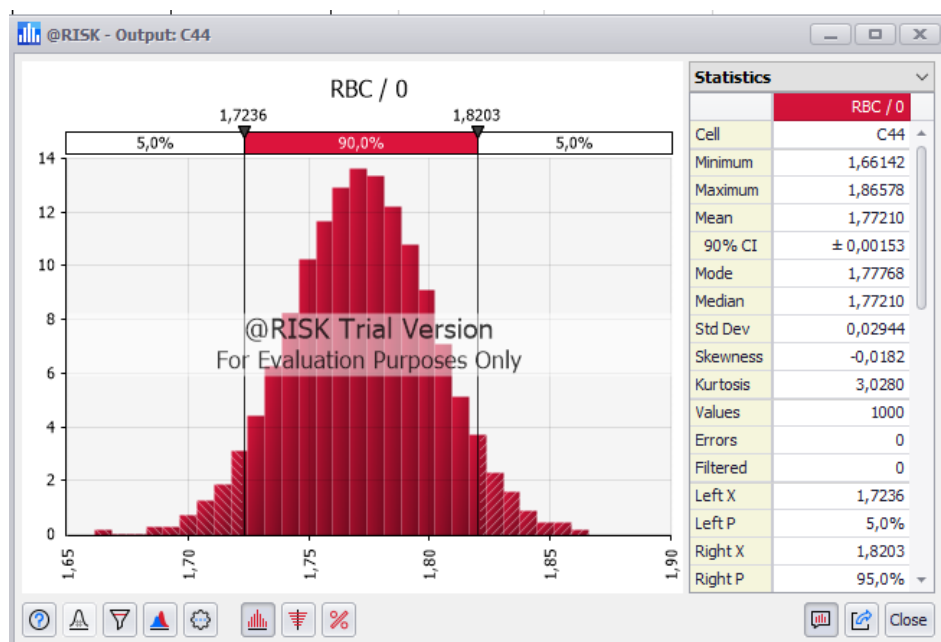 @RISK - Output: C44
RBC / 0
1,7236 1,8203
5,0% 90,0% 5,0%
14
12
10
8
6
4
2
0
@RISK Trial Version
For Evaluation Purposes Only
1,65 1,70 1,75 1,80 1,85 1,90
Statistics
RBC / 0
Cell C44
Minimum 1,66142
Maximum 1,86578
Mean 1,77210
90% CI ± 0,00153
Mode 1,77768
Median 1,77210
Std Dev 0,02944
Skewness -0,0182
Kurtosis 3,0280
Values 1000
Errors 0
Filtered 0
Left X 1,7236
Left P 5,0%
Right X 1,8203
Right P 95,0%
Close